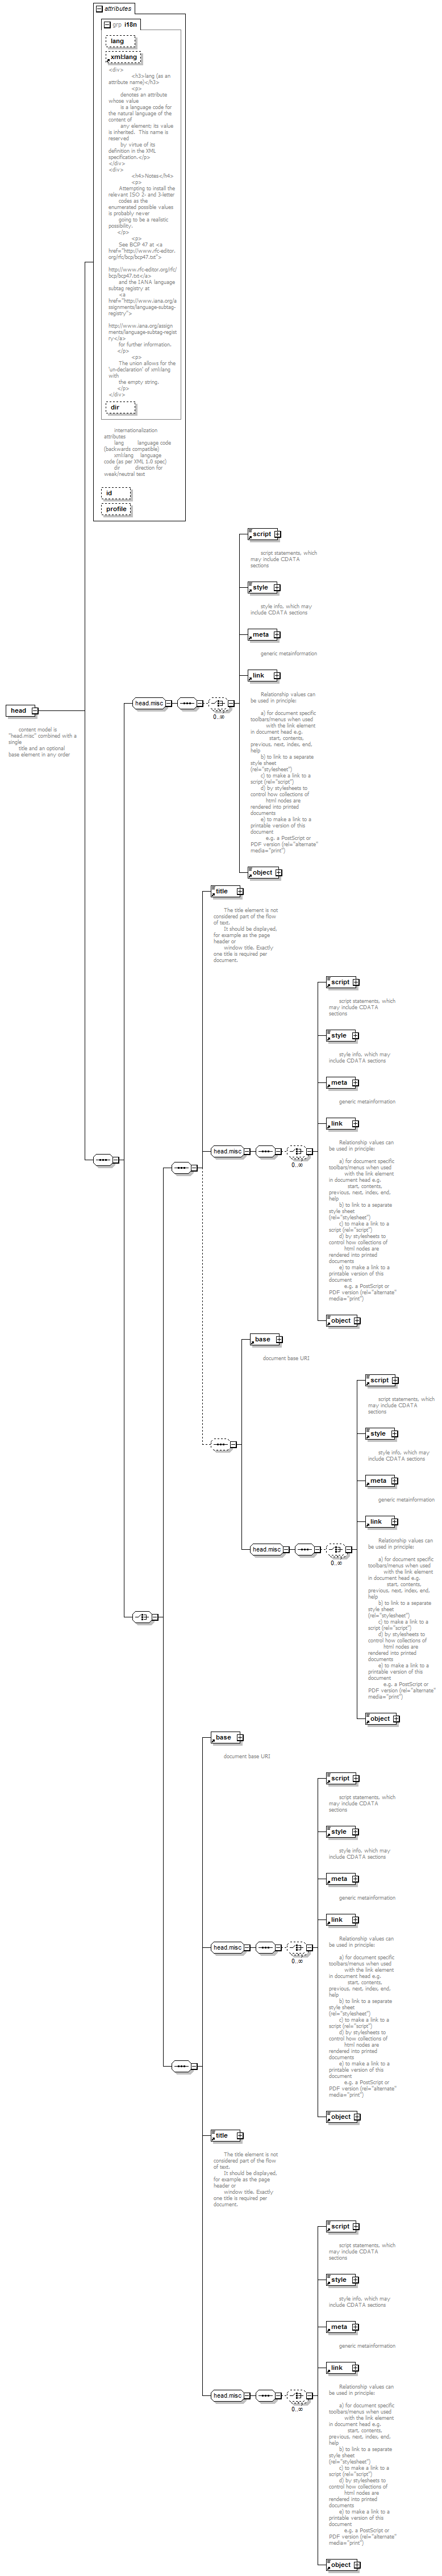 attributes
grp i18n
lang
xml:lang
<div>
<h3>lang (as an
attribute name)</h3>
<p>
denotes an attribute
whose value
is a language code for
the natural language of the
content of
any element; its value
is inherited. This name is
reserved
by virtue of its
definition in the XML
specification.</p>
</div>
<div>
<h4>Notes</h4>
<p>
Attempting to install the
relevant ISO 2- and 3-letter
codes as the
enumerated possible values
is probably never
going to be a realistic
possibility.
</p>
<p>
See BCP 47 at <a
href="http://www.rfc-editor.
org/rfc/bcp/bcp47.txt">
http://www.rfc-editor.org/rfc/
bcp/bcp47.txt</a>
and the IANA language
subtag registry at
<a
href="http://www.iana.org/a
ssignments/language-subtag-
registry">
http://www.iana.org/assign
ments/language-subtag-regist
ry</a>
for further information.
</p>
<p>
The union allows for the
'un-declaration' of xml:lang
with
the empty string.
</p>
</div>
dir
internationalization
attributes
lang language code
(backwards compatible)
xml:lang language
code (as per XML 1.0 spec)
dir direction for
weak/neutral text
id
profile
head
content model is
"head.misc" combined with a
single
title and an optional
base element in any order
head.misc
0..∞
script
script statements, which
may include CDATA
sections
style
style info, which may
include CDATA sections
meta
generic metainformation
link
Relationship values can
be used in principle:
a) for document specific
toolbars/menus when used
with the link element
in document head e.g.
start, contents,
previous, next, index, end,
help
b) to link to a separate
style sheet
(rel="stylesheet")
c) to make a link to a
script (rel="script")
d) by stylesheets to
control how collections of
html nodes are
rendered into printed
documents
e) to make a link to a
printable version of this
document
e.g. a PostScript or
PDF version (rel="alternate"
media="print")
object
title
The title element is not
considered part of the flow
of text.
It should be displayed,
for example as the page
header or
window title. Exactly
one title is required per
document.
head.misc
0..∞
script
script statements, which
may include CDATA
sections
style
style info, which may
include CDATA sections
meta
generic metainformation
link
Relationship values can
be used in principle:
a) for document specific
toolbars/menus when used
with the link element
in document head e.g.
start, contents,
previous, next, index, end,
help
b) to link to a separate
style sheet
(rel="stylesheet")
c) to make a link to a
script (rel="script")
d) by stylesheets to
control how collections of
html nodes are
rendered into printed
documents
e) to make a link to a
printable version of this
document
e.g. a PostScript or
PDF version (rel="alternate"
media="print")
object
base
document base URI
head.misc
0..∞
script
script statements, which
may include CDATA
sections
style
style info, which may
include CDATA sections
meta
generic metainformation
link
Relationship values can
be used in principle:
a) for document specific
toolbars/menus when used
with the link element
in document head e.g.
start, contents,
previous, next, index, end,
help
b) to link to a separate
style sheet
(rel="stylesheet")
c) to make a link to a
script (rel="script")
d) by stylesheets to
control how collections of
html nodes are
rendered into printed
documents
e) to make a link to a
printable version of this
document
e.g. a PostScript or
PDF version (rel="alternate"
media="print")
object
base
document base URI
head.misc
0..∞
script
script statements, which
may include CDATA
sections
style
style info, which may
include CDATA sections
meta
generic metainformation
link
Relationship values can
be used in principle:
a) for document specific
toolbars/menus when used
with the link element
in document head e.g.
start, contents,
previous, next, index, end,
help
b) to link to a separate
style sheet
(rel="stylesheet")
c) to make a link to a
script (rel="script")
d) by stylesheets to
control how collections of
html nodes are
rendered into printed
documents
e) to make a link to a
printable version of this
document
e.g. a PostScript or
PDF version (rel="alternate"
media="print")
object
title
The title element is not
considered part of the flow
of text.
It should be displayed,
for example as the page
header or
window title. Exactly
one title is required per
document.
head.misc
0..∞
script
script statements, which
may include CDATA
sections
style
style info, which may
include CDATA sections
meta
generic metainformation
link
Relationship values can
be used in principle:
a) for document specific
toolbars/menus when used
with the link element
in document head e.g.
start, contents,
previous, next, index, end,
help
b) to link to a separate
style sheet
(rel="stylesheet")
c) to make a link to a
script (rel="script")
d) by stylesheets to
control how collections of
html nodes are
rendered into printed
documents
e) to make a link to a
printable version of this
document
e.g. a PostScript or
PDF version (rel="alternate"
media="print")
object